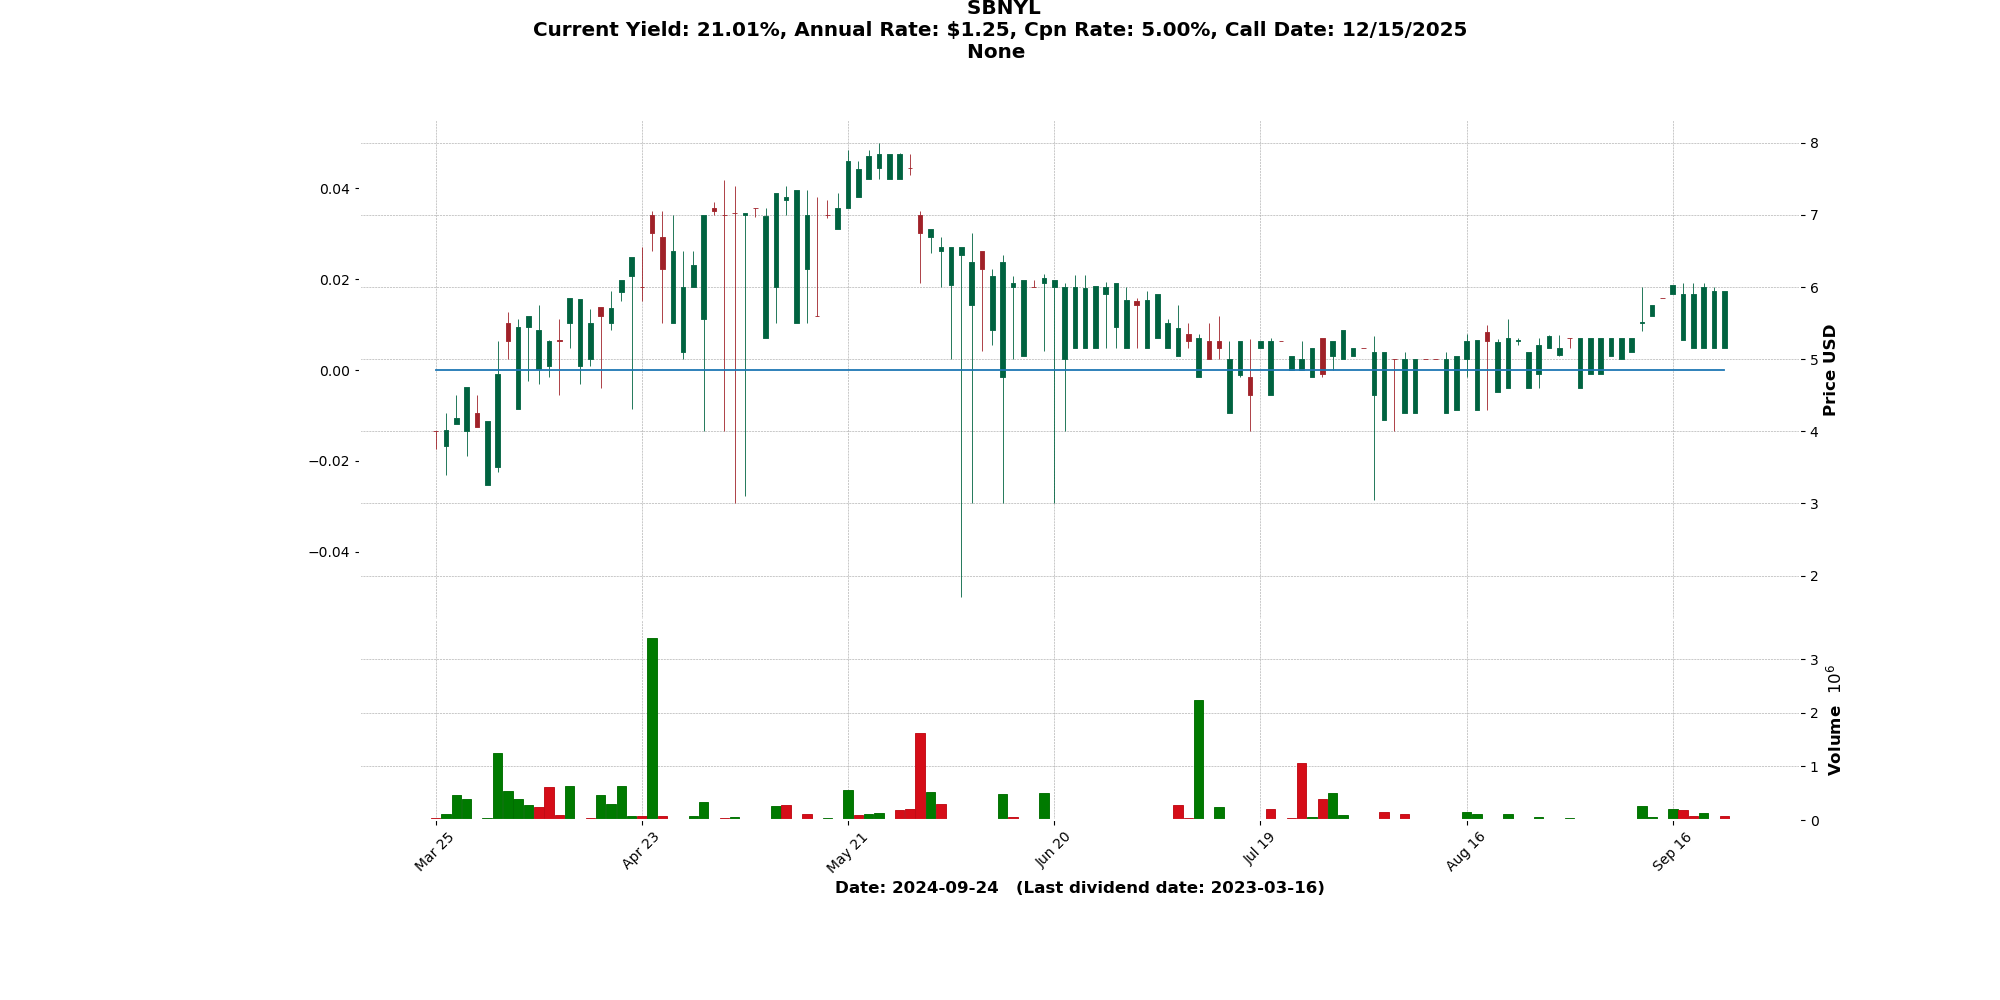 SBNYL
Current Yield: 21.01%, Annual Rate: $1.25, Cpn Rate: 5.00%, Call Date: 12/15/2025
None
0.04
0.02
0.00
−0.02
−0.04
8
7
6
5
4
3
2
Price USD
3
2
1
0
Volume 10⁶
Mar 25
Apr 23
May 21
Jun 20
Jul 19
Aug 16
Sep 16
Date: 2024-09-24 (Last dividend date: 2023-03-16)